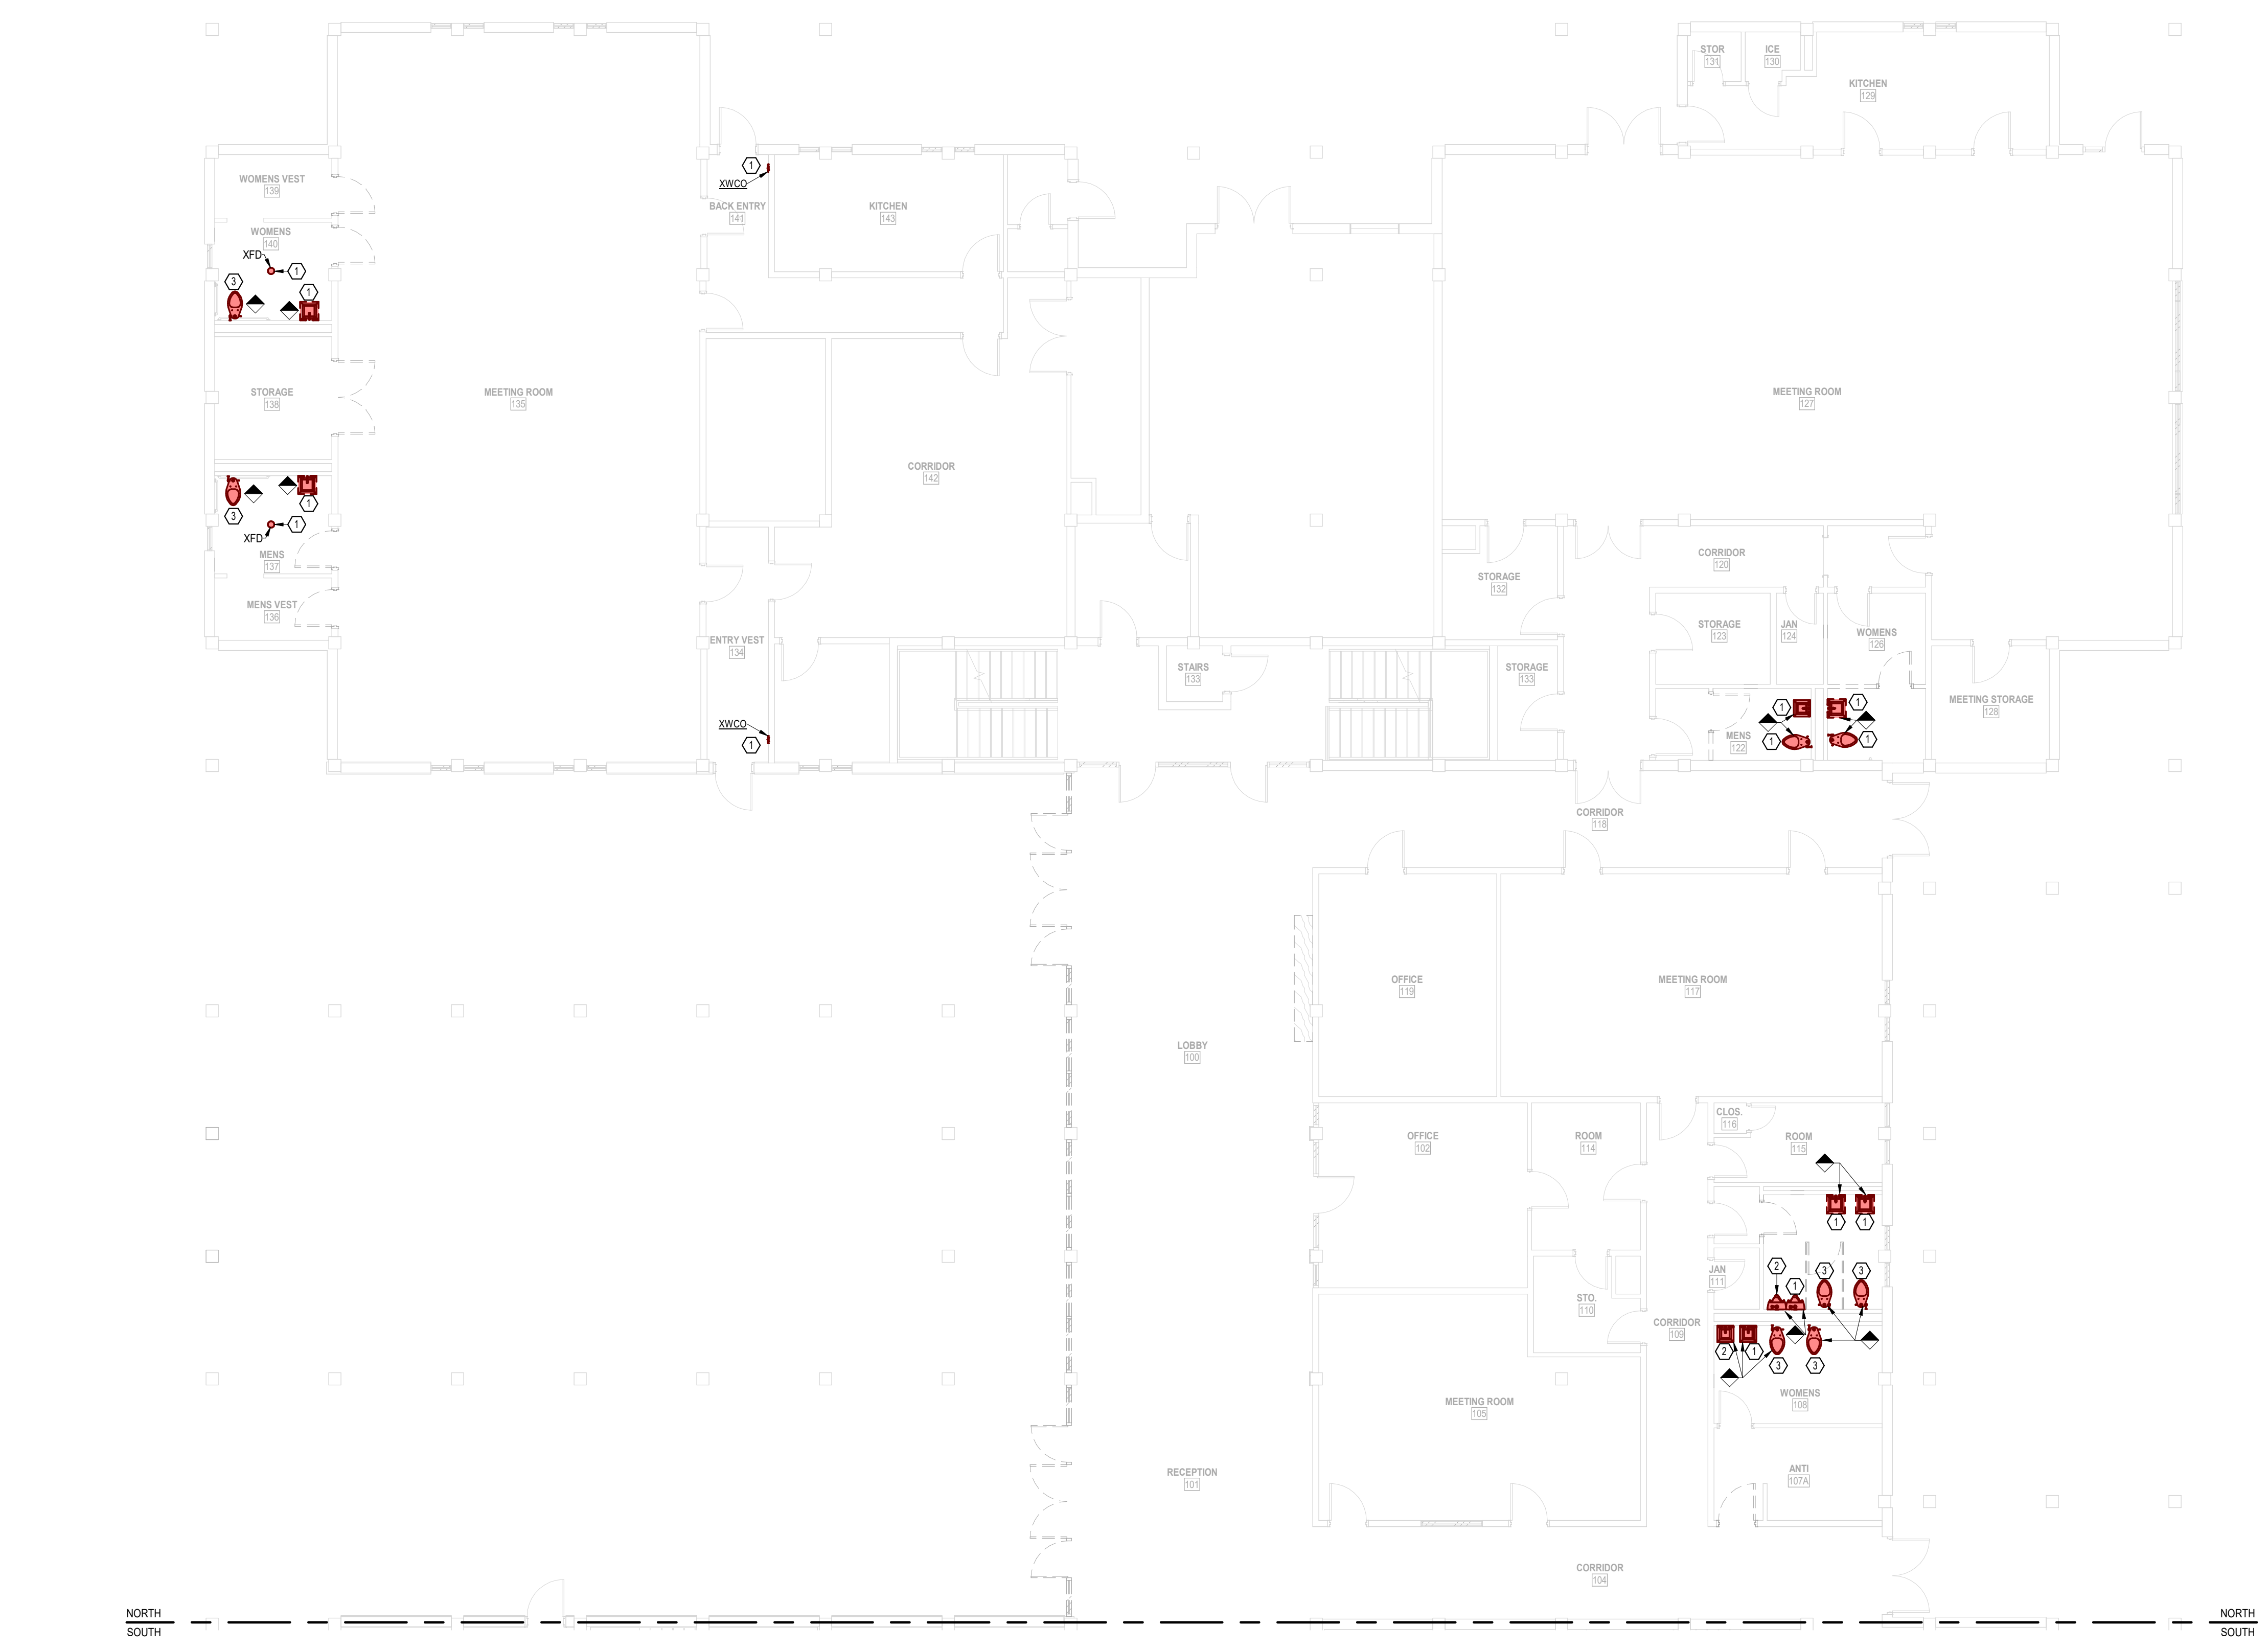 STOR
131
ICE
130
KITCHEN
129
1
XWCO
WOMENS VEST
139
BACK ENTRY
141
KITCHEN
143
WOMENS
140
XFD
1
3
1
STORAGE
138
MEETING ROOM
135
MEETING ROOM
127
CORRIDOR
142
3
1
1
XFD
MENS
137
MENS VEST
136
CORRIDOR
120
STORAGE
132
STORAGE
123
JAN
124
WOMENS
126
ENTRY VEST
134
STAIRS
133
STORAGE
133
MEETING STORAGE
128
1
1
MENS
122
1
1
XWCO
1
CORRIDOR
118
OFFICE
119
MEETING ROOM
117
LOBBY
100
CLOS.
116
OFFICE
102
ROOM
114
ROOM
115
1
1
JAN
111
2
1
3
3
STO.
110
CORRIDOR
109
2
1
3
3
WOMENS
108
MEETING ROOM
105
RECEPTION
101
ANTI
107A
CORRIDOR
104
NORTH
SOUTH
NORTH
SOUTH